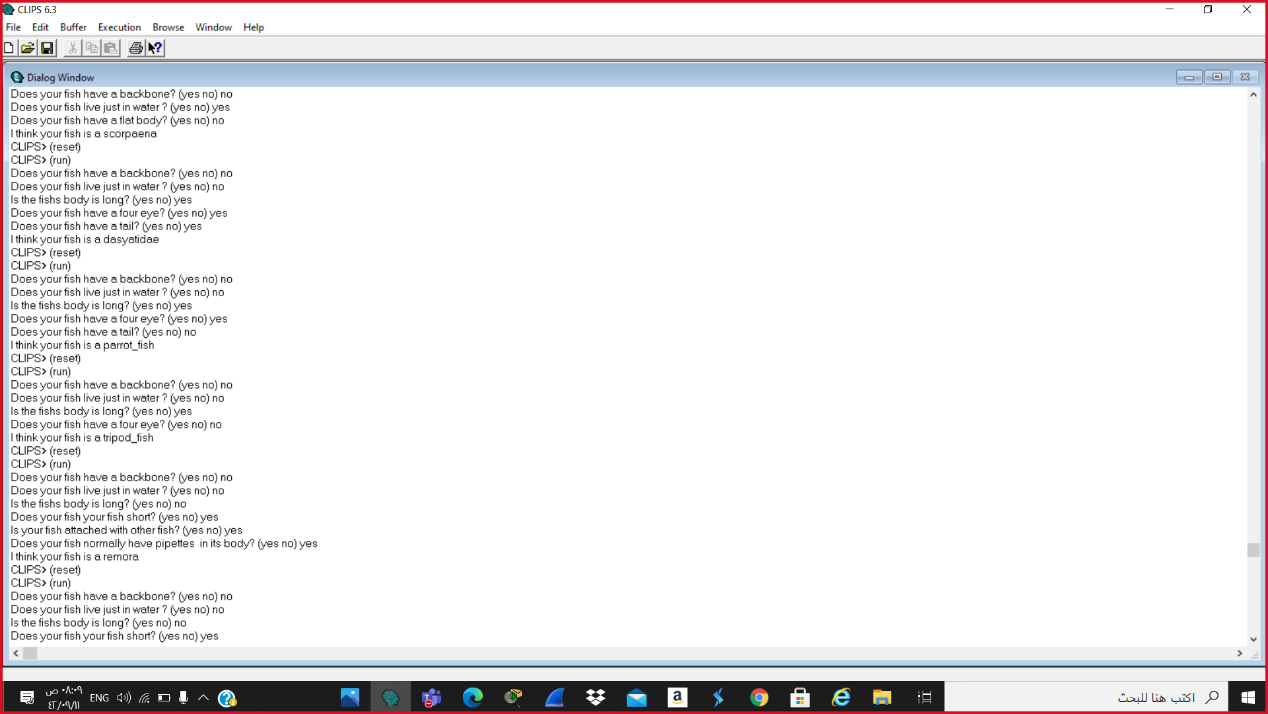 CLIPS 6.3
File Edit Buffer Execution Browse Window Help
Dialog Window
Does your fish have a backbone? (yes no) no
Does your fish live just in water ? (yes no) yes
Does your fish have a flat body? (yes no) no
I think your fish is a scorpaena
CLIPS> (reset)
CLIPS> (run)
Does your fish have a backbone? (yes no) no
Does your fish live just in water ? (yes no) no
Is the fishs body is long? (yes no) yes
Does your fish have a four eye? (yes no) yes
Does your fish have a tail? (yes no) yes
I think your fish is a dasyatidae
CLIPS> (reset)
CLIPS> (run)
Does your fish have a backbone? (yes no) no
Does your fish live just in water ? (yes no) no
Is the fishs body is long? (yes no) yes
Does your fish have a four eye? (yes no) yes
Does your fish have a tail? (yes no) no
I think your fish is a parrot_fish
CLIPS> (reset)
CLIPS> (run)
Does your fish have a backbone? (yes no) no
Does your fish live just in water ? (yes no) no
Is the fishs body is long? (yes no) yes
Does your fish have a four eye? (yes no) no
I think your fish is a tripod_fish
CLIPS> (reset)
CLIPS> (run)
Does your fish have a backbone? (yes no) no
Does your fish live just in water ? (yes no) no
Is the fishs body is long? (yes no) no
Does your fish your fish short? (yes no) yes
Is your fish attached with other fish? (yes no) yes
Does your fish normally have pipettes  in its body? (yes no) yes
I think your fish is a remora
CLIPS> (reset)
CLIPS> (run)
Does your fish have a backbone? (yes no) no
Does your fish live just in water ? (yes no) no
Is the fishs body is long? (yes no) no
Does your fish your fish short? (yes no) yes
٠٨:٠٩ ص
٤٢/٠٩/١١
ENG
a
اكتب هنا للبحث